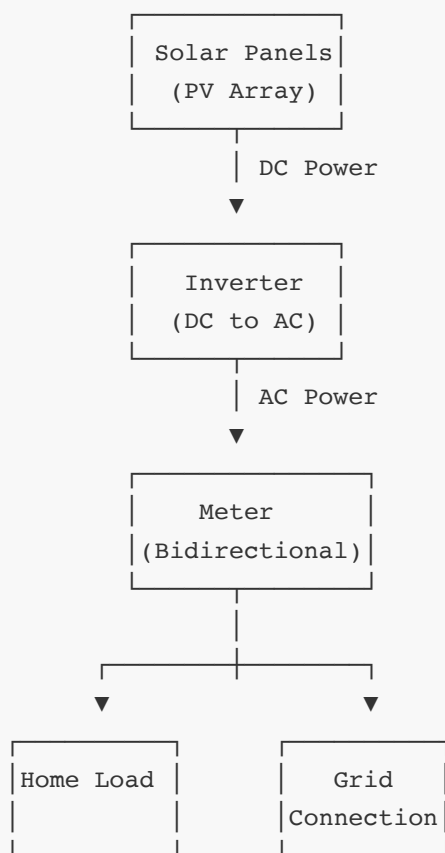 Solar Panels
(PV Array)
DC Power
Inverter
(DC to AC)
AC Power
Meter
(Bidirectional)
Home Load
Grid
Connection